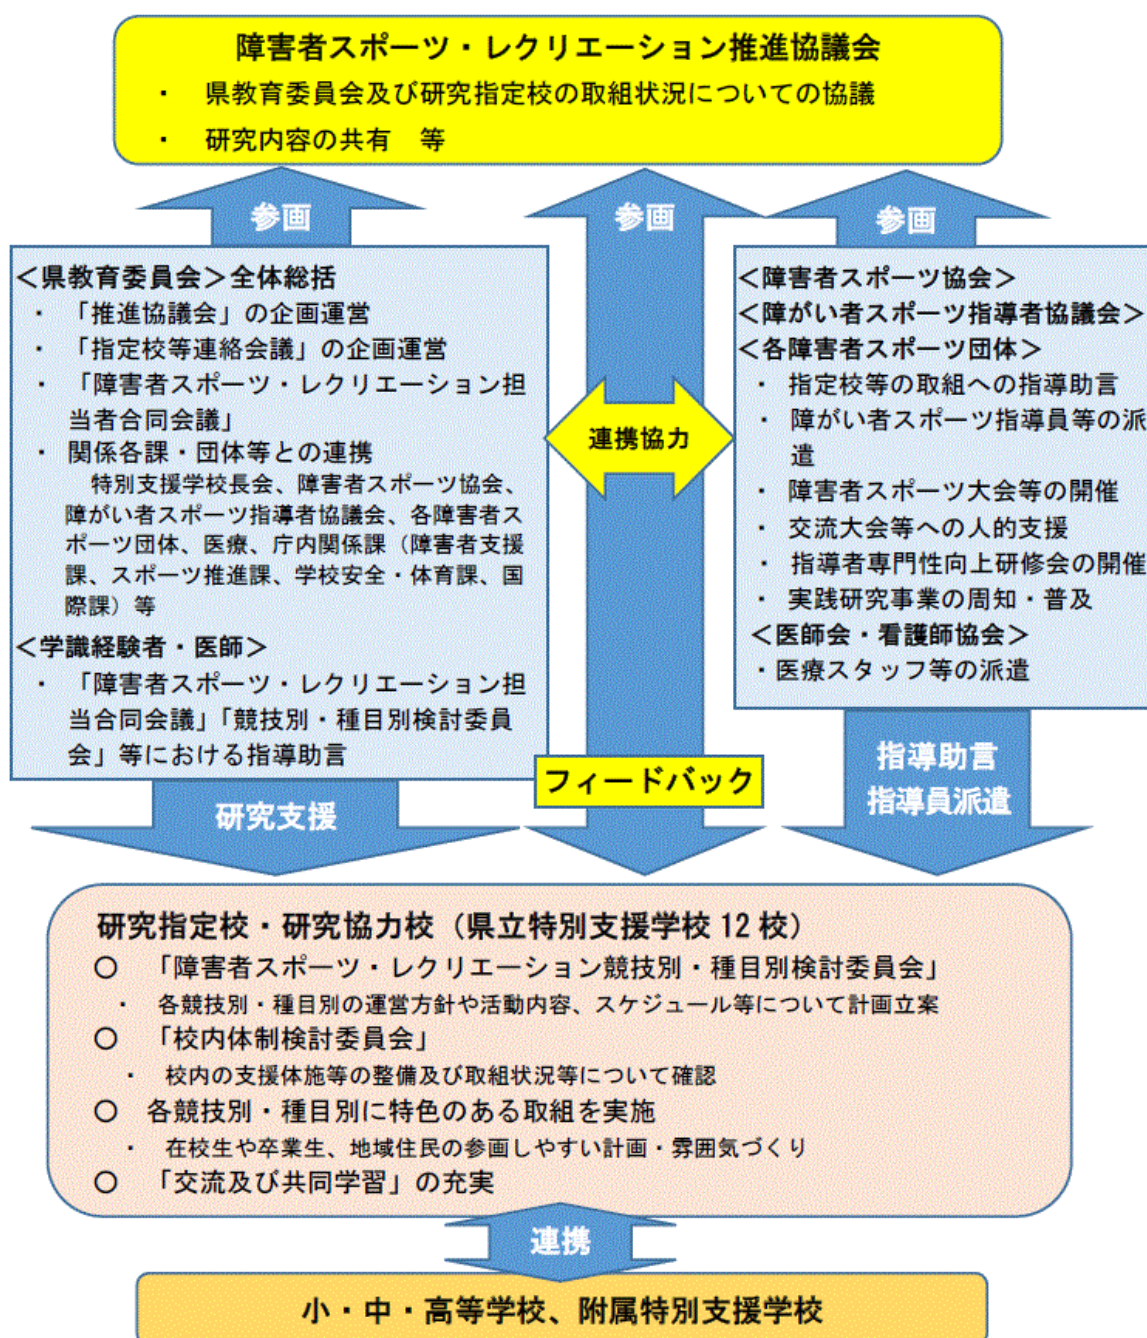 障害者スポーツ・レクリエーション推進協議会
・ 県教育委員会及び研究指定校の取組状況についての協議
・ 研究内容の共有 等
参画
参画
参画
＜県教育委員会＞全体総括
・ 「推進協議会」の企画運営
・ 「指定校等連絡会議」の企画運営
・ 「障害者スポーツ・レクリエーション担
当者合同会議」
・ 関係各課・団体等との連携
特別支援学校長会、障害者スポーツ協会、
障がい者スポーツ指導者協議会、各障害者ス
ポーツ団体、医療、庁内関係課（障害者支援
課、スポーツ推進課、学校安全・体育課、国
際課）等
＜学識経験者・医師＞
・ 「障害者スポーツ・レクリエーション担
当合同会議」「競技別・種目別検討委員
会」等における指導助言
連携協力
＜障害者スポーツ協会＞
＜障がい者スポーツ指導者協議会＞
＜各障害者スポーツ団体＞
・ 指定校等の取組への指導助言
・ 障がい者スポーツ指導員等の派
遣
・ 障害者スポーツ大会等の開催
・ 交流大会等への人的支援
・ 指導者専門性向上研修会の開催
・ 実践研究事業の周知・普及
＜医師会・看護師協会＞
・医療スタッフ等の派遣
研究支援
フィードバック
指導助言
指導員派遣
研究指定校・研究協力校（県立特別支援学校 12 校）
○ 「障害者スポーツ・レクリエーション競技別・種目別検討委員会」
・ 各競技別・種目別の運営方針や活動内容、スケジュール等について計画立案
○ 「校内体制検討委員会」
・ 校内の支援体施等の整備及び取組状況等について確認
○ 各競技別・種目別に特色のある取組を実施
・ 在校生や卒業生、地域住民の参画しやすい計画・雰囲気づくり
○ 「交流及び共同学習」の充実
連携
小・中・高等学校、附属特別支援学校